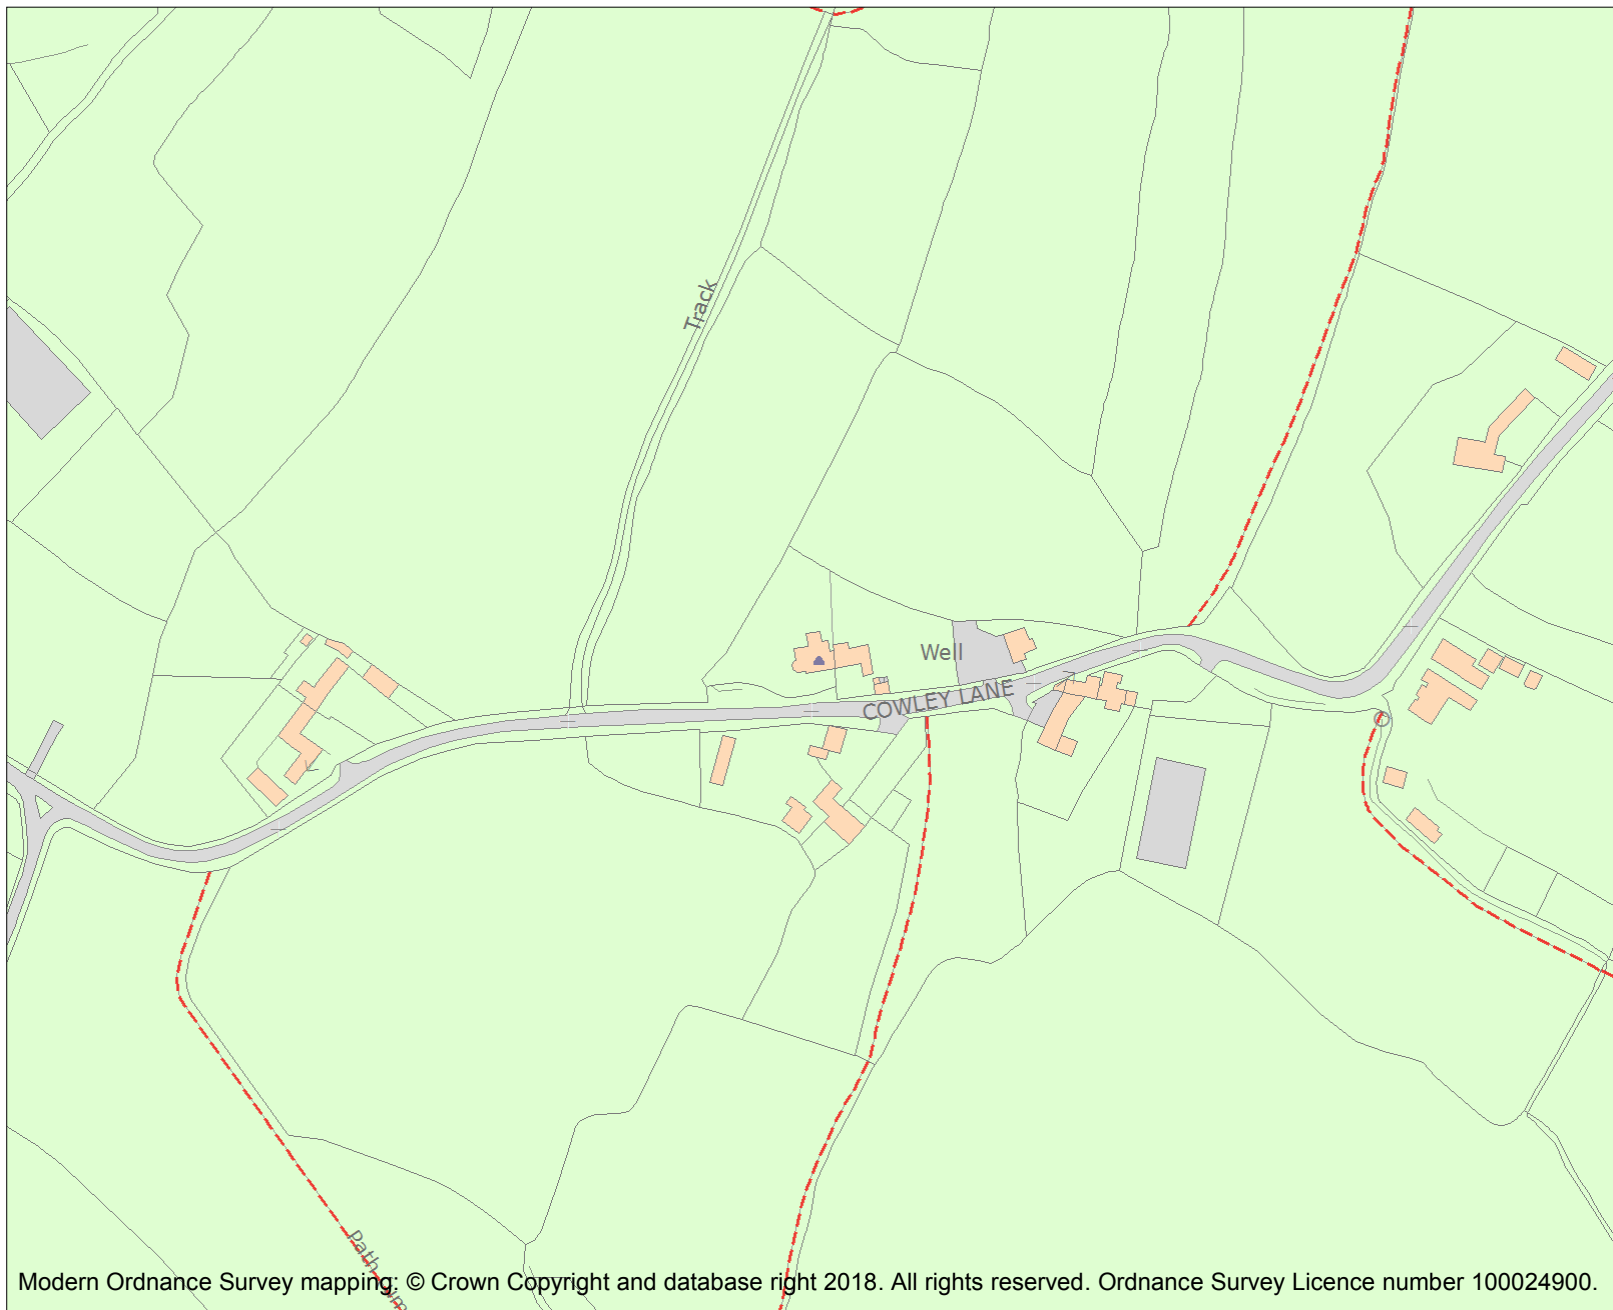 Track
Well
COWLEY LANE
Path
Modern Ordnance Survey mapping: © Crown Copyright and database right 2018. All rights reserved. Ordnance Survey Licence number 100024900.